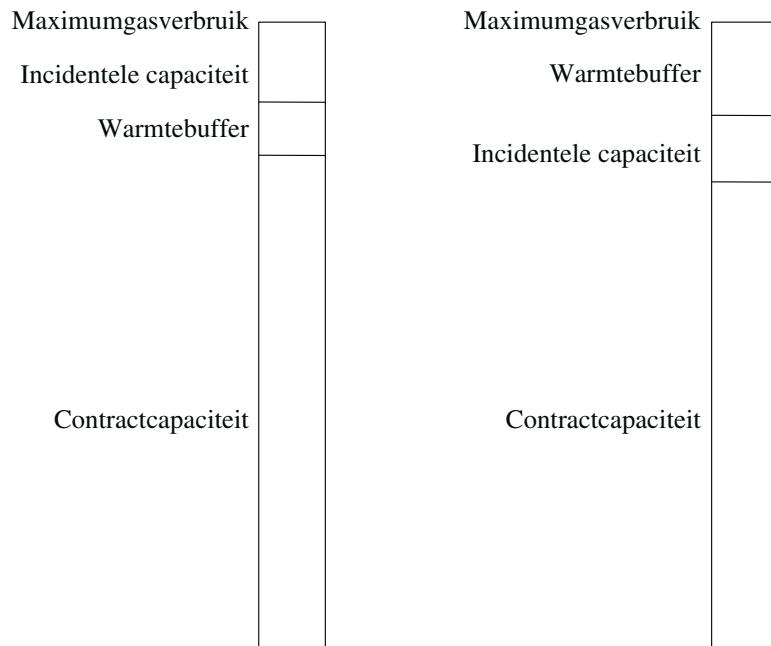 Maximumgasverbruik
Incidentele capaciteit
Warmtebuffer
Contractcapaciteit
Maximumgasverbruik
Warmtebuffer
Incidentele capaciteit
Contractcapaciteit